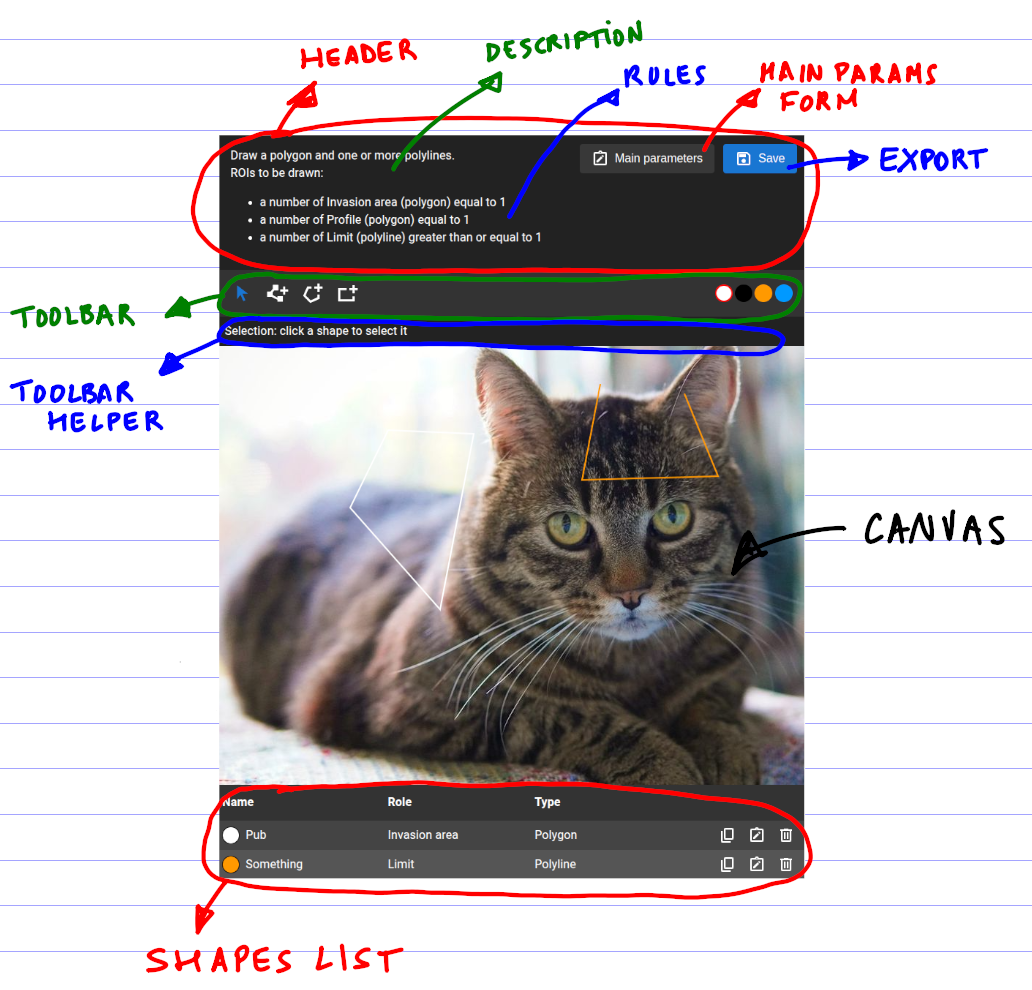 HEADER
DESCRIPTION
RULES
MAIN PARAMS
FORM
Draw a polygon and one or more polylines.
Main parameters
Save
EXPORT
ROIs to be drawn:
• a number of Invasion area (polygon) equal to 1
• a number of Profile (polygon) equal to 1
• a number of Limit (polyline) greater than or equal to 1
TOOLBAR
Selection: click a shape to select it
TOOLBAR
HELPER
CANVAS
Name Role Type
Pub Invasion area Polygon
Something Limit Polyline
SHAPES LIST